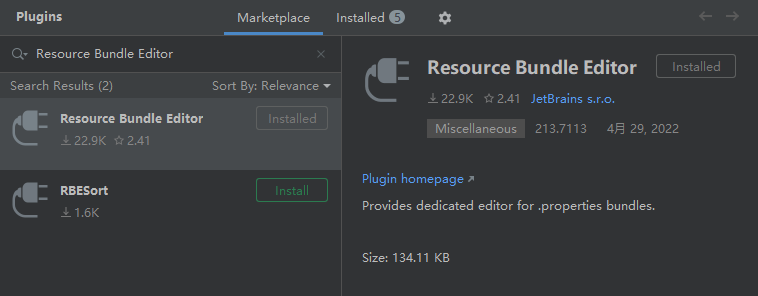 Plugins Marketplace Installed 5
Resource Bundle Editor
Search Results (2) Sort By: Relevance
Resource Bundle Editor Installed
22.9K 2.41
RBESort Install
1.6K
Resource Bundle Editor Installed
22.9K 2.41 JetBrains s.r.o.
Miscellaneous 213.7113 4月 29, 2022
Plugin homepage
Provides dedicated editor for .properties bundles.
Size: 134.11 KB